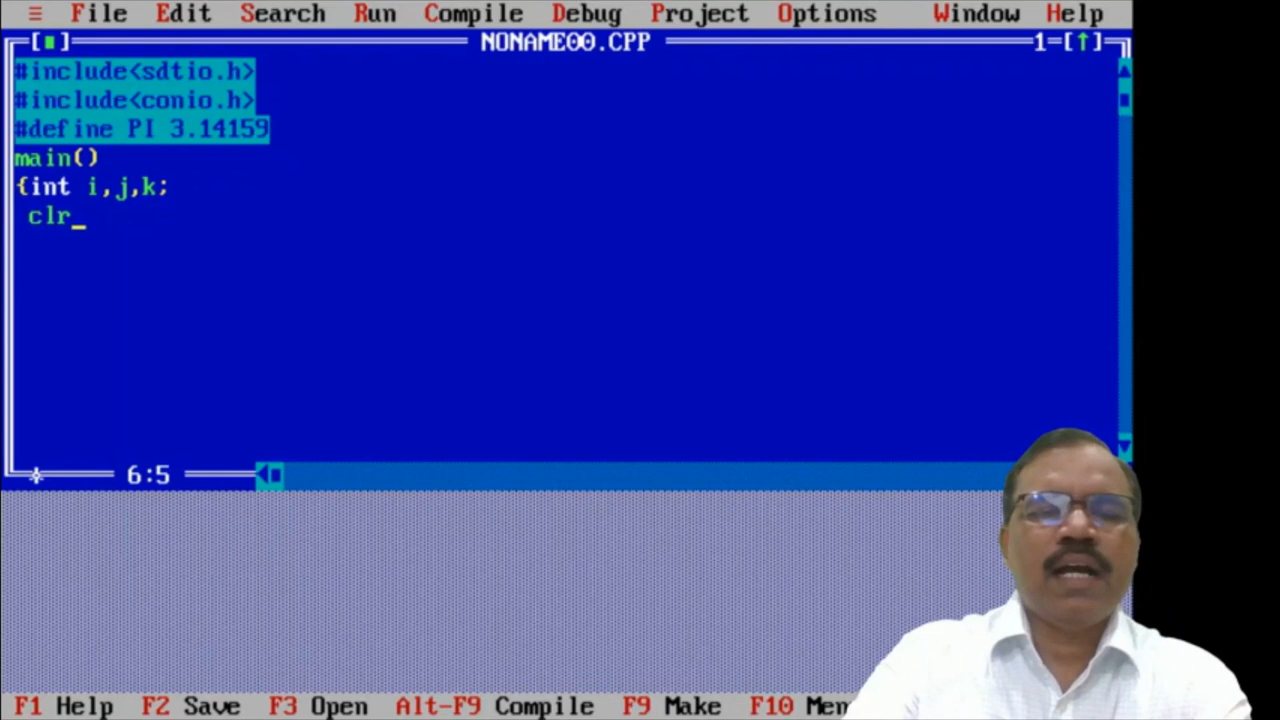 ≡ File Edit Search Run Compile Debug Project Options Window Help
[■] NONAME00.CPP 1=[↑]
#include<sdtio.h>
#include<conio.h>
#define PI 3.14159
main()
{int i,j,k;
clr_
6:5
F1 Help F2 Save F3 Open Alt-F9 Compile F9 Make F10 Men